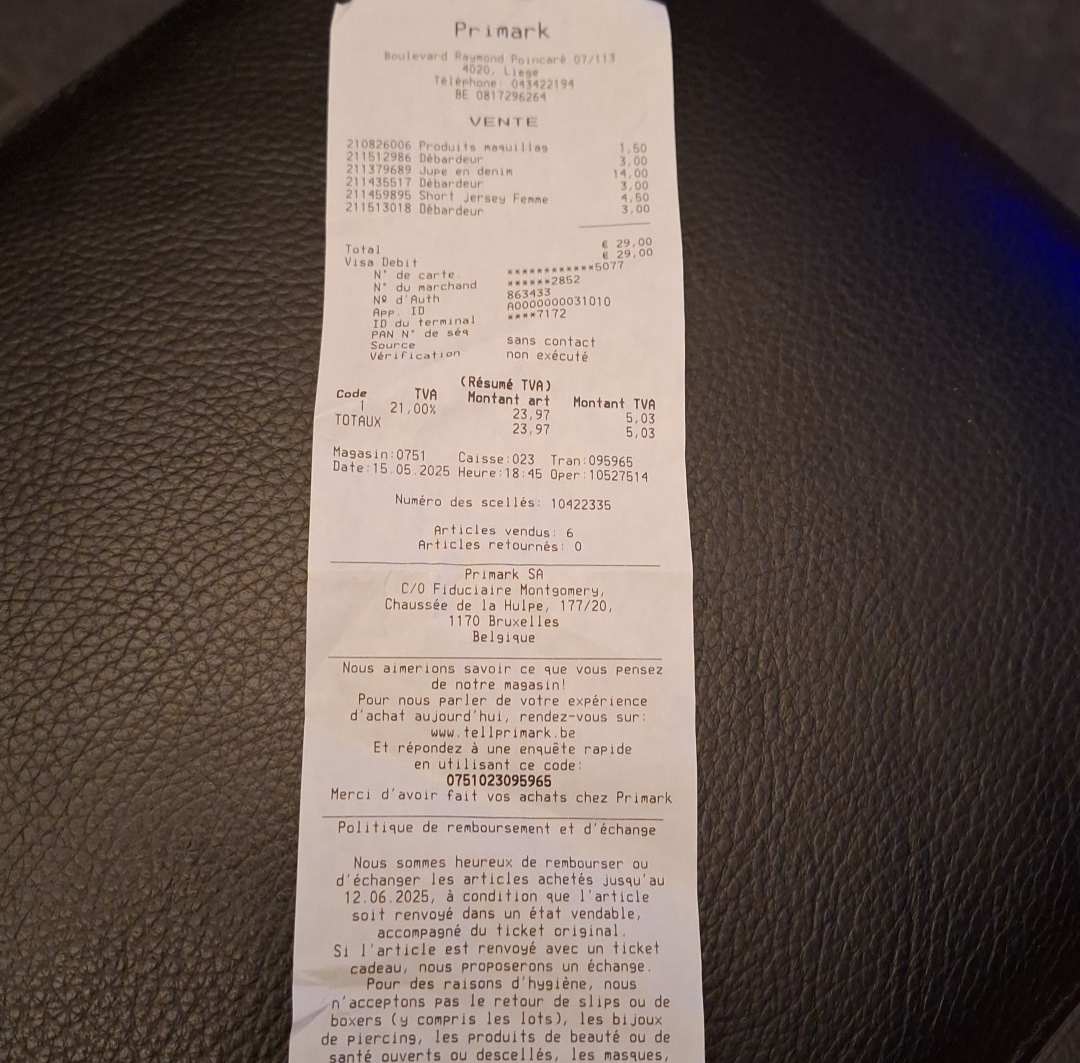 Primark
Boulevard Raymond Poincaré 07/113
4020, Liege
Téléphone: 043422194
BE 0817296264
VENTE
210826006 Produits maquillag 1,50
211512986 Débardeur 3,00
211379689 Jupe en denim 14,00
211435517 Débardeur 3,00
211459895 Short jersey Femme 4,50
211513018 Débardeur 3,00
Total € 29,00
Visa Debit € 29,00
N° de carte. ************5077
N° du marchand ******2852
Nº d'Auth 863433
App. ID A0000000031010
ID du terminal ****7172
PAN N° de séq
Source sans contact
Vérification non exécuté
(Résumé TVA)
Code TVA Montant art Montant TVA
1 21,00% 23,97 5,03
TOTAUX 23,97 5,03
Magasin:0751 Caisse:023 Tran:095965
Date:15.05.2025 Heure:18:45 Oper:10527514
Numéro des scellés: 10422335
Articles vendus: 6
Articles retournés: 0
Primark SA
C/O Fiduciaire Montgomery,
Chaussée de la Hulpe, 177/20,
1170 Bruxelles
Belgique
Nous aimerions savoir ce que vous pensez
de notre magasin!
Pour nous parler de votre expérience
d'achat aujourd'hui, rendez-vous sur:
www.tellprimark.be
Et répondez à une enquête rapide
en utilisant ce code:
0751023095965
Merci d'avoir fait vos achats chez Primark
Politique de remboursement et d'échange
Nous sommes heureux de rembourser ou
d'échanger les articles achetés jusqu'au
12.06.2025, à condition que l'article
soit renvoyé dans un état vendable,
accompagné du ticket original.
Si l'article est renvoyé avec un ticket
cadeau, nous proposerons un échange.
Pour des raisons d'hygiène, nous
n'acceptons pas le retour de slips ou de
boxers (y compris les lots), les bijoux
de piercing, les produits de beauté ou de
santé ouverts ou descellés, les masques,